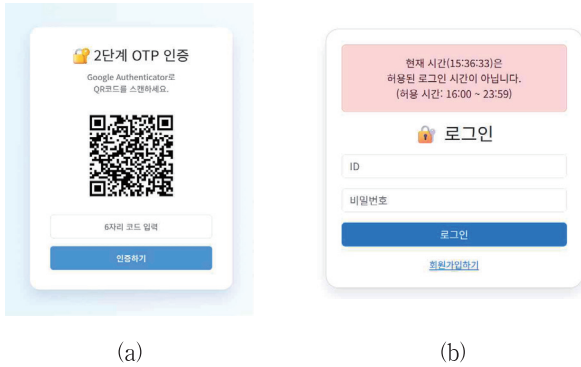 2단계 OTP 인증
Google Authenticator로
QR코드를 스캔하세요.
6자리 코드 입력
인증하기
(a)
현재 시간(15:36:33)은
허용된 로그인 시간이 아닙니다.
(허용 시간: 16:00 ~ 23:59)
로그인
ID
비밀번호
로그인
회원가입하기
(b)